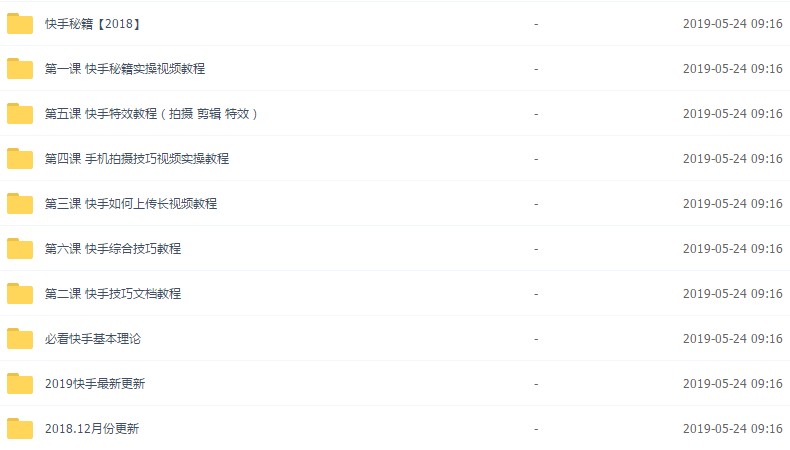 快手秘籍【2018】 - 2019-05-24 09:16
第一课 快手秘籍实操视频教程 - 2019-05-24 09:16
第五课 快手特效教程（拍摄 剪辑 特效） - 2019-05-24 09:16
第四课 手机拍摄技巧视频实操教程 - 2019-05-24 09:16
第三课 快手如何上传长视频教程 - 2019-05-24 09:16
第六课 快手综合技巧教程 - 2019-05-24 09:16
第二课 快手技巧文档教程 - 2019-05-24 09:16
必看快手基本理论 - 2019-05-24 09:16
2019快手最新更新 - 2019-05-24 09:16
2018.12月份更新 - 2019-05-24 09:16